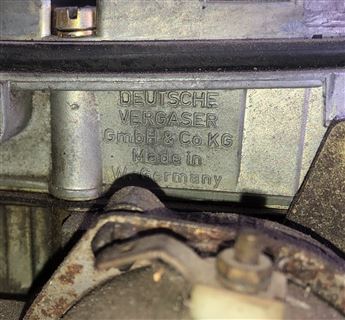 DEUTSCHE
VERGASER
GmbH & Co KG
Made in
W.-Germany